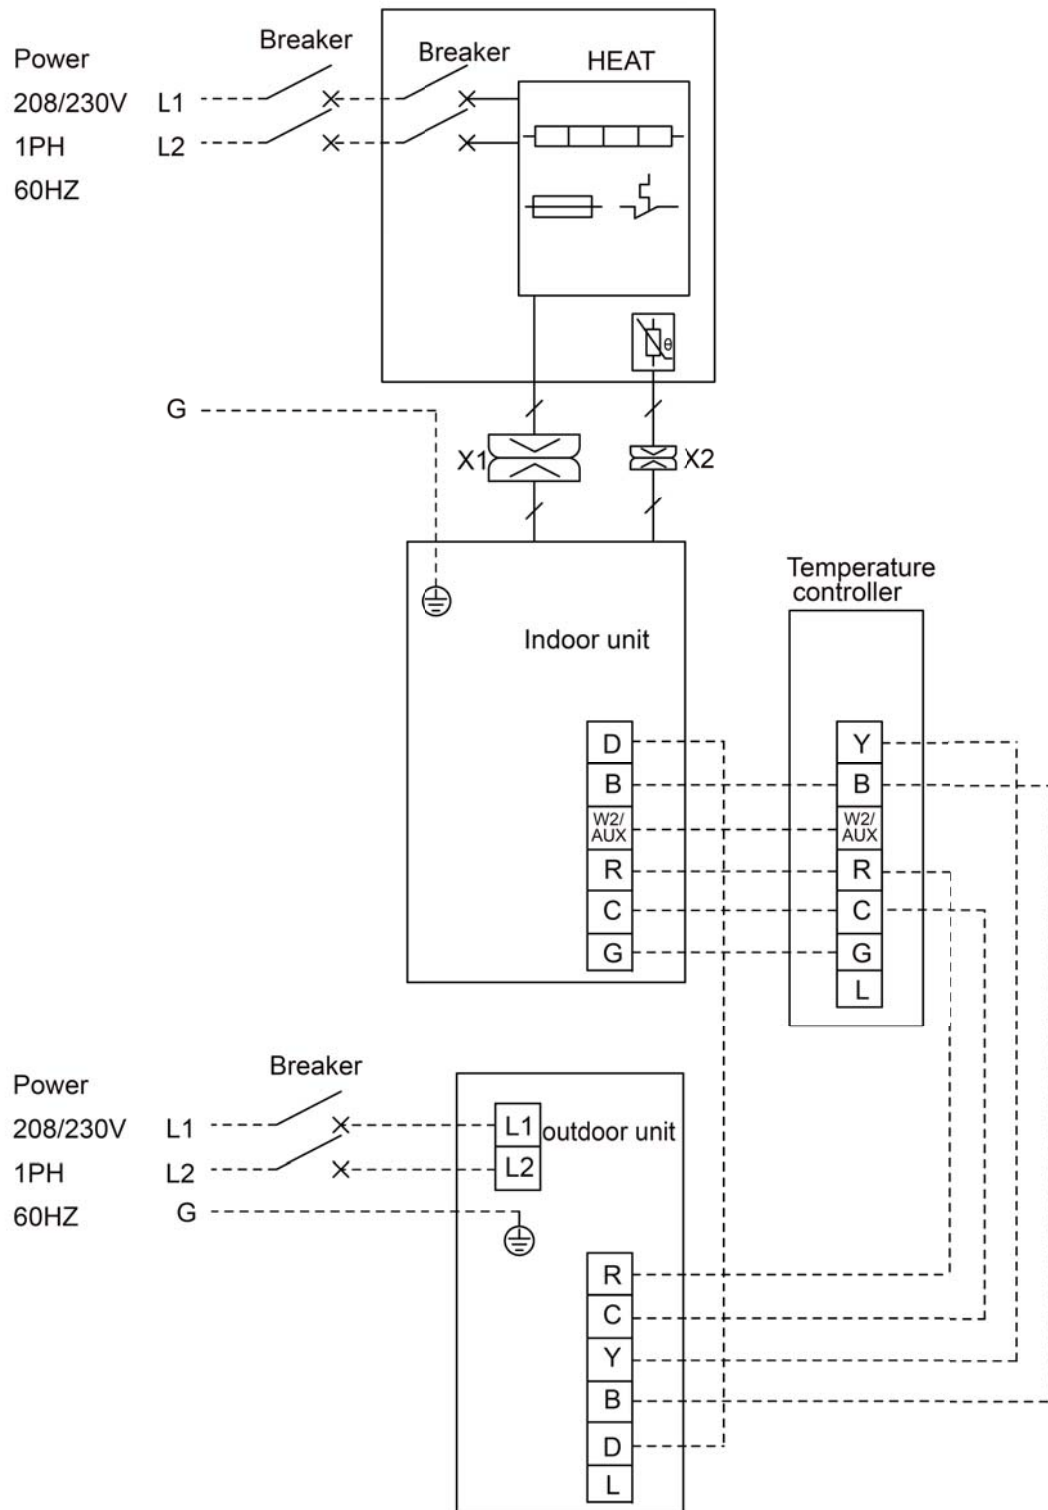 Breaker
Breaker
HEAT
Power
208/230V
L1
1PH
L2
60HZ
θ
G
X1
X2
Temperature
controller
Indoor unit
D
B
W2/
AUX
R
C
G
Y
B
W2/
AUX
R
C
G
L
Breaker
Power
208/230V
L1
1PH
L2
60HZ
G
L1
L2
outdoor unit
R
C
Y
B
D
L